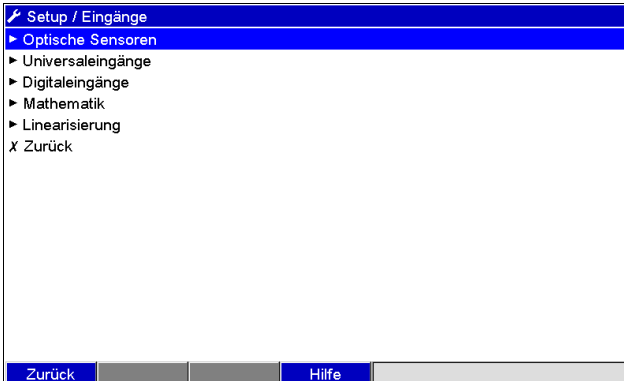 Setup / Eingänge
Optische Sensoren
Universaleingänge
Digitaleingänge
Mathematik
Linearisierung
X Zurück
Zurück Hilfe